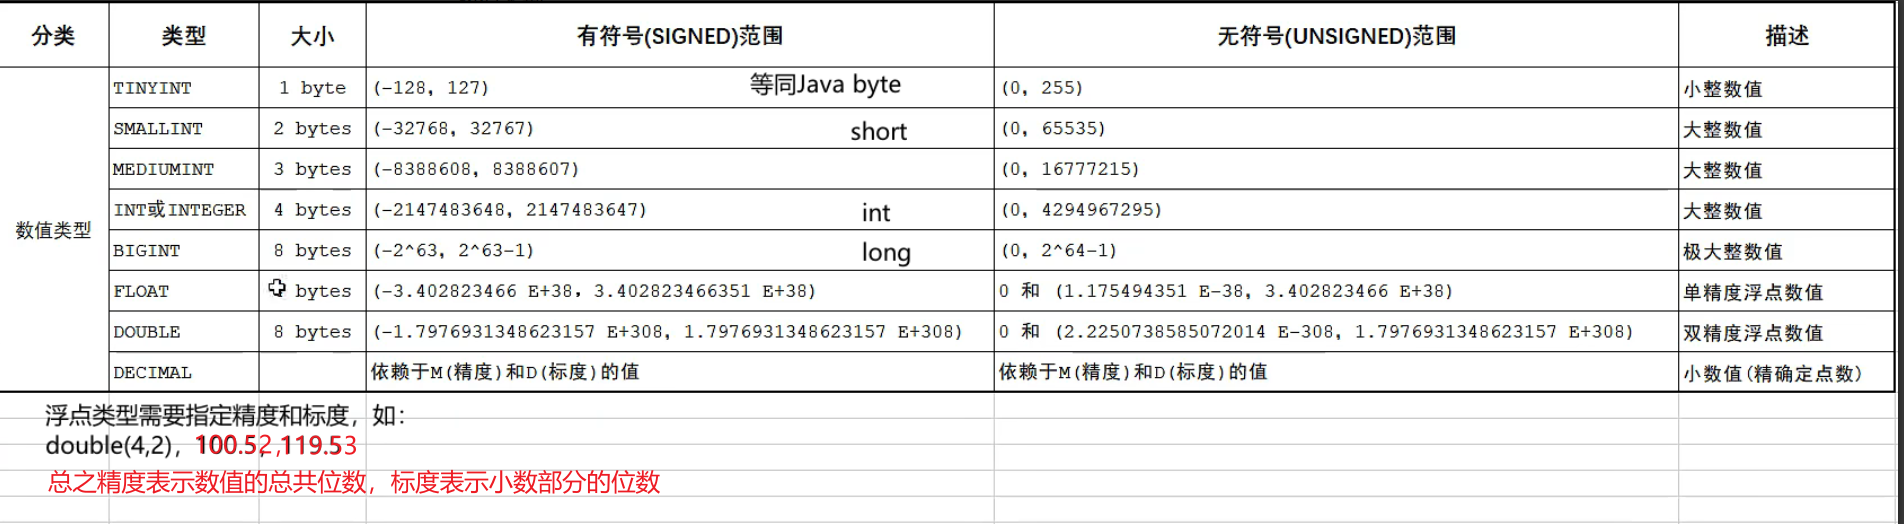 分类 类型 大小 有符号(SIGNED)范围 无符号(UNSIGNED)范围 描述
数值类型
TINYINT 1 byte (-128, 127) 等同Java byte (0, 255) 小整数值
SMALLINT 2 bytes (-32768, 32767) short (0, 65535) 大整数值
MEDIUMINT 3 bytes (-8388608, 8388607) (0, 16777215) 大整数值
INT或INTEGER 4 bytes (-2147483648, 2147483647) int (0, 4294967295) 大整数值
BIGINT 8 bytes (-2^63, 2^63-1) long (0, 2^64-1) 极大整数值
FLOAT bytes (-3.402823466 E+38, 3.402823466351 E+38) 0 和 (1.175494351 E-38, 3.402823466 E+38) 单精度浮点数值
DOUBLE 8 bytes (-1.7976931348623157 E+308, 1.7976931348623157 E+308) 0 和 (2.2250738585072014 E-308, 1.7976931348623157 E+308) 双精度浮点数值
DECIMAL 依赖于M(精度)和D(标度)的值 依赖于M(精度)和D(标度)的值 小数值(精确定点数)
浮点类型需要指定精度和标度，如：
double(4,2)，100.52,119.53
总之精度表示数值的总共位数，标度表示小数部分的位数